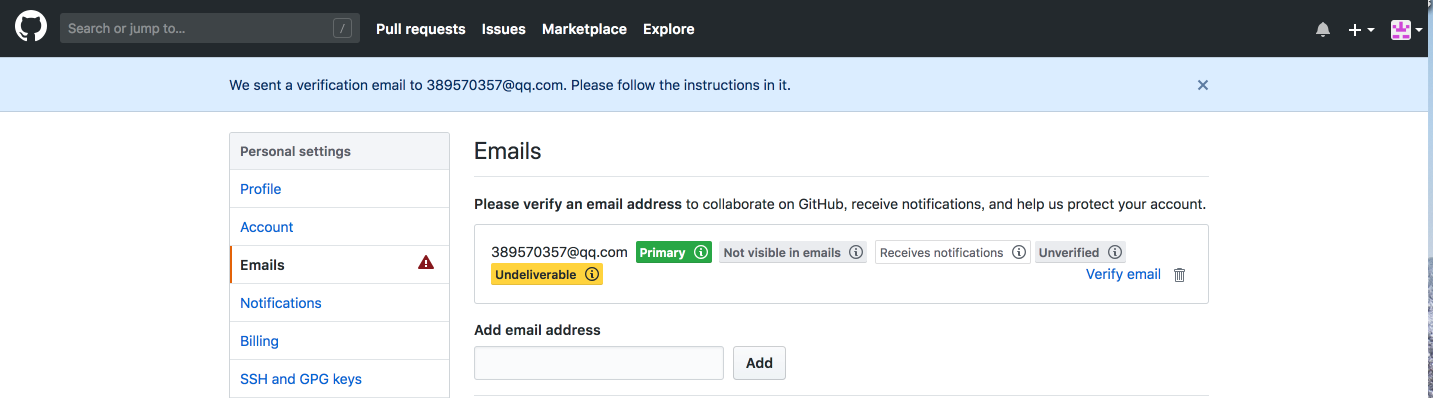 Search or jump to... /
Pull requests Issues Marketplace Explore
We sent a verification email to 389570357@qq.com. Please follow the instructions in it.
Personal settings
Profile
Account
Emails
Notifications
Billing
SSH and GPG keys
Emails
Please verify an email address to collaborate on GitHub, receive notifications, and help us protect your account.
389570357@qq.com Primary Not visible in emails Receives notifications Unverified
Undeliverable
Verify email
Add email address
Add